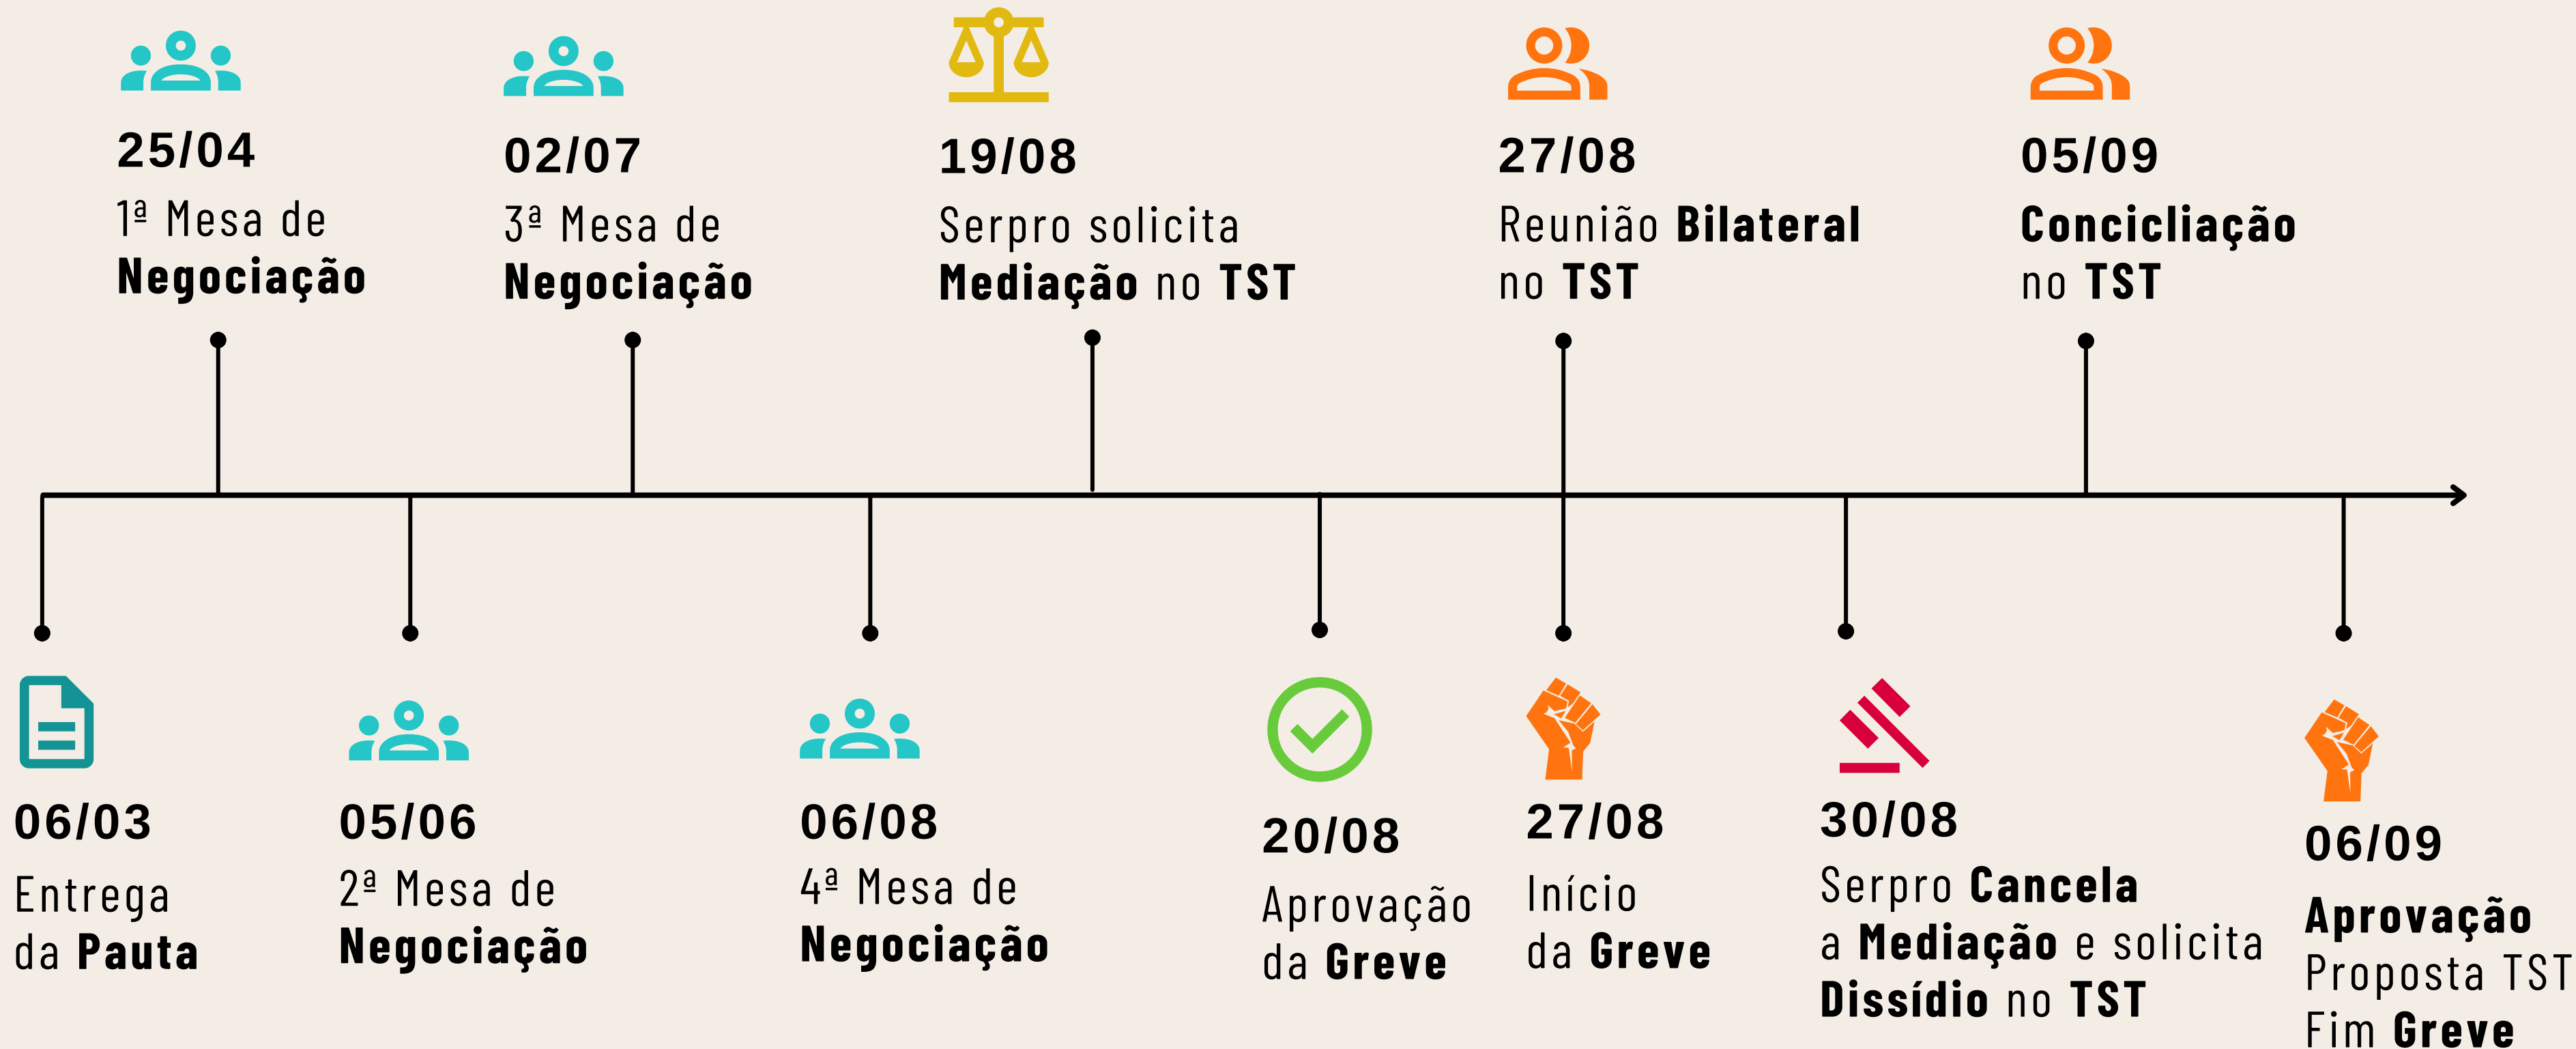 25/04
1ª Mesa de
Negociação
02/07
3ª Mesa de
Negociação
19/08
Serpro solicita
Mediação no TST
27/08
Reunião Bilateral
no TST
05/09
Concicliação
no TST
06/03
Entrega
da Pauta
05/06
2ª Mesa de
Negociação
06/08
4ª Mesa de
Negociação
20/08
Aprovação
da Greve
27/08
Início
da Greve
30/08
Serpro Cancela
a Mediação e solicita
Dissídio no TST
06/09
Aprovação
Proposta TST
Fim Greve